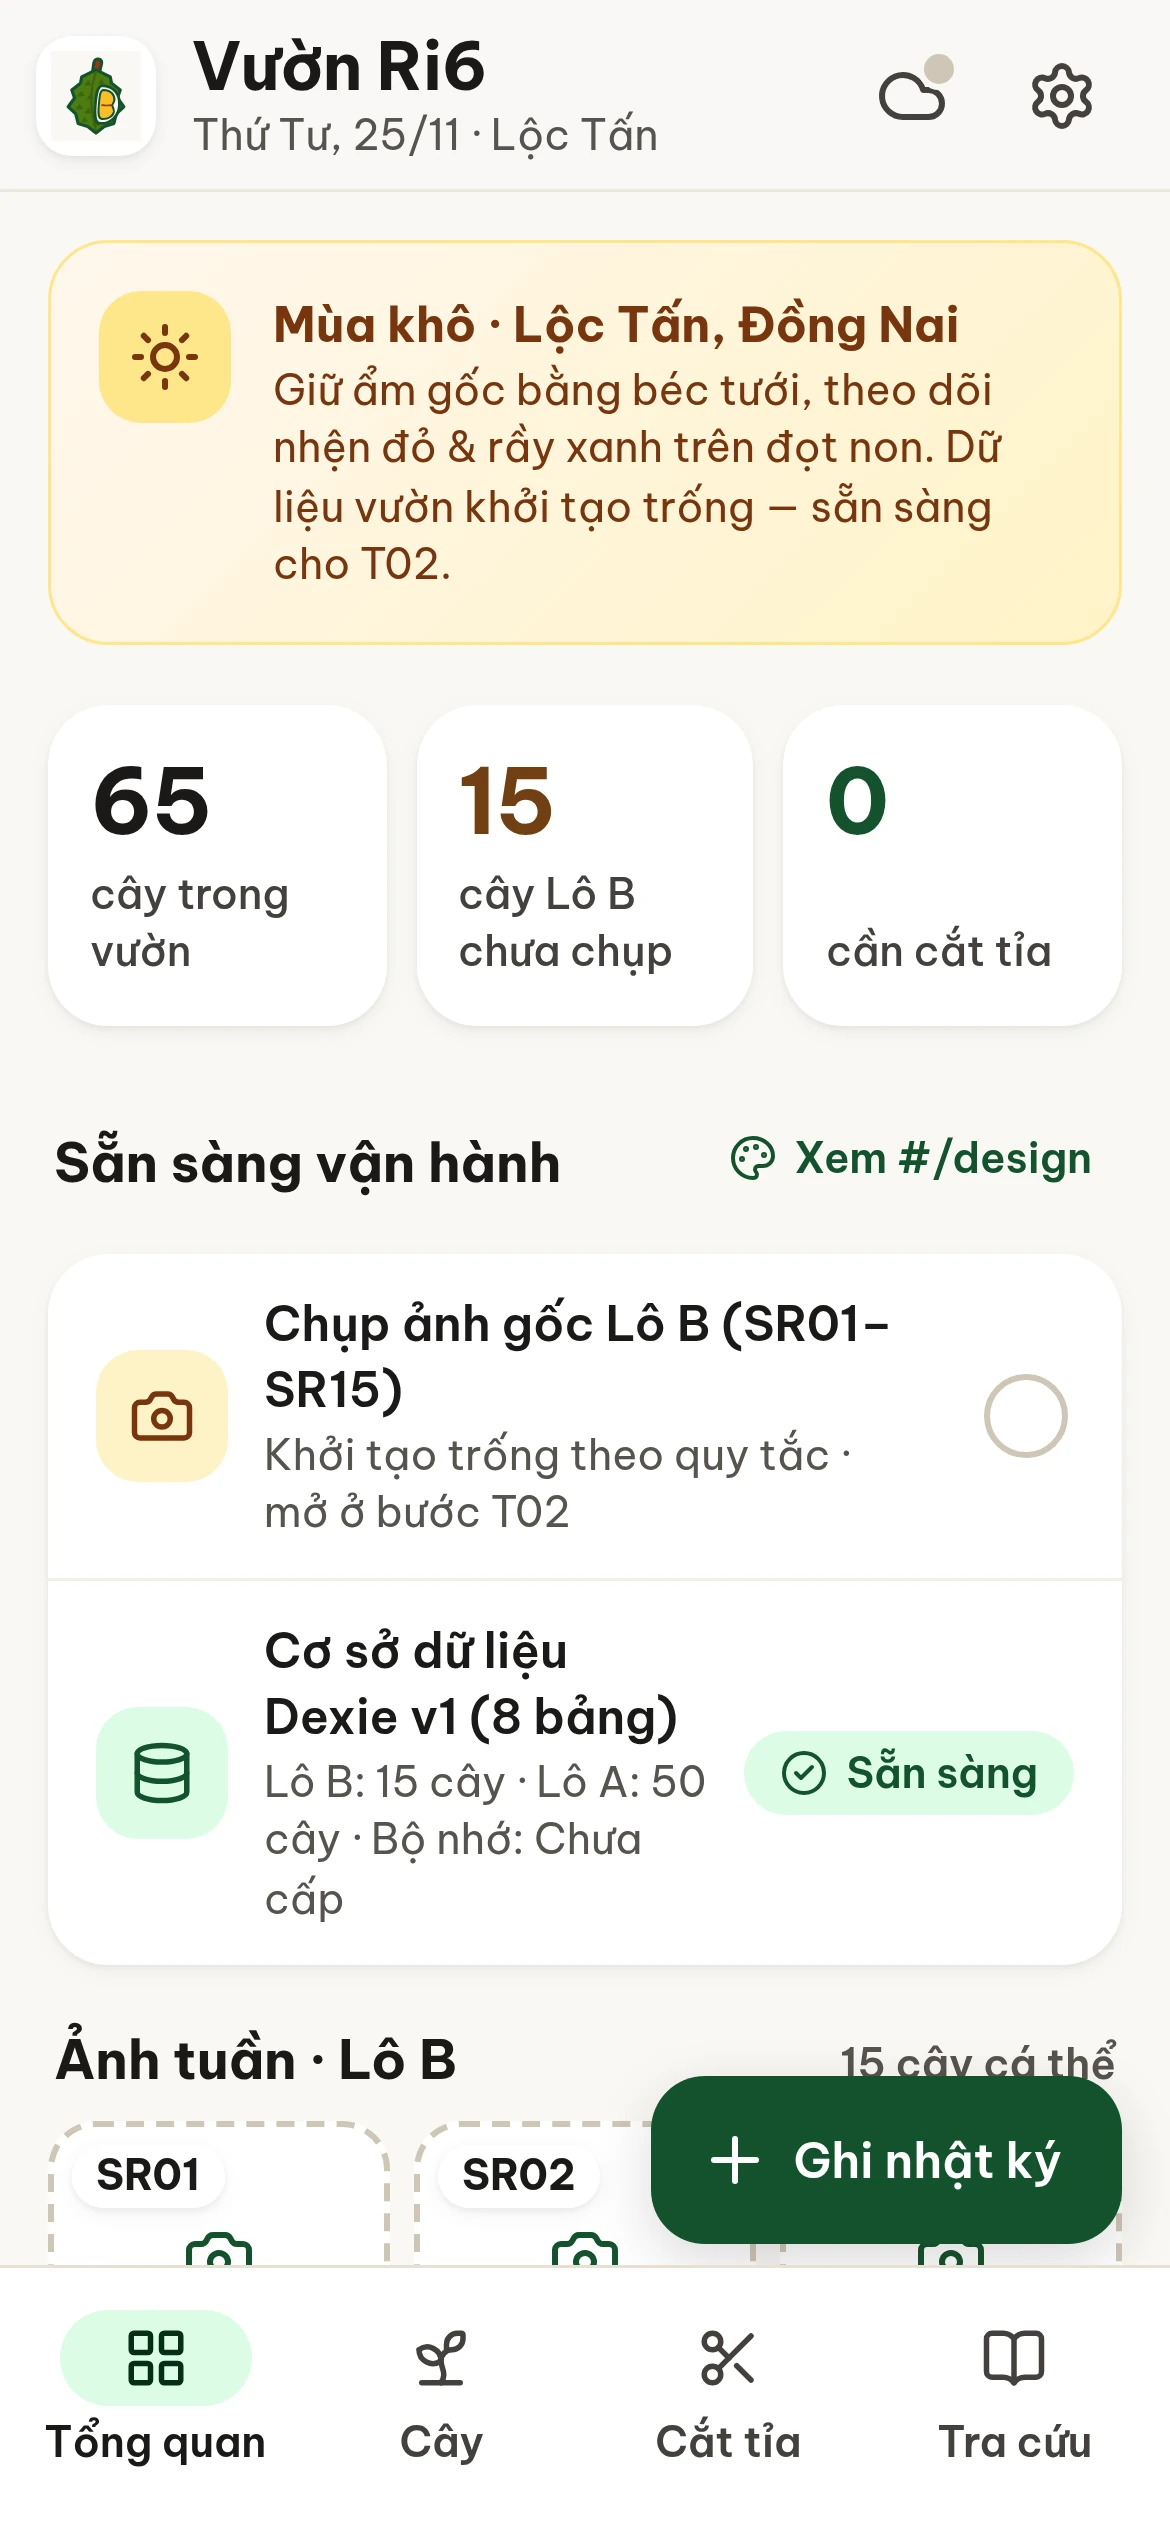 Vườn Ri6
Thứ Tư, 25/11 · Lộc Tấn
Mùa khô · Lộc Tấn, Đồng Nai
Giữ ẩm gốc bằng béc tưới, theo dõi
nhện đỏ & rầy xanh trên đọt non. Dữ
liệu vườn khởi tạo trống — sẵn sàng
cho T02.
65
cây trong
vườn
15
cây Lô B
chưa chụp
0
cần cắt tỉa
Sẵn sàng vận hành
Xem #/design
Chụp ảnh gốc Lô B (SR01–
SR15)
Khởi tạo trống theo quy tắc ·
mở ở bước T02
Cơ sở dữ liệu
Dexie v1 (8 bảng)
Lô B: 15 cây · Lô A: 50
cây · Bộ nhớ: Chưa
cấp
Sẵn sàng
Ảnh tuần · Lô B
15 cây cá thể
Ghi nhật ký
SR01
SR02
Tổng quan
Cây
Cắt tỉa
Tra cứu